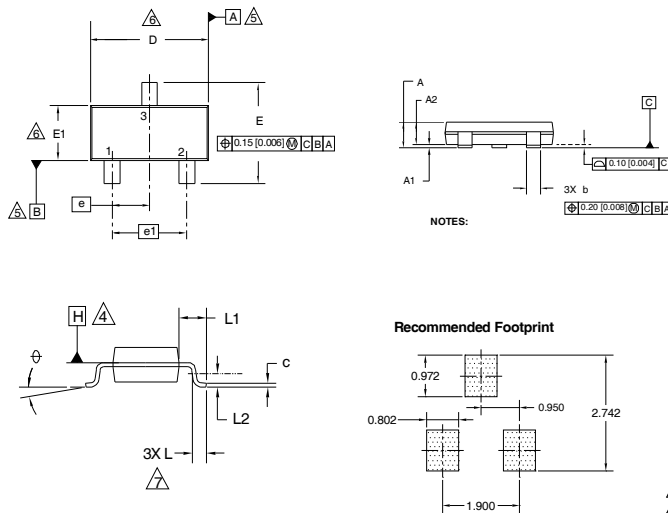 6
D
A 5
3
E
6
E1
⌖ 0.15 [0.006] Ⓜ C B A
1
2
5 B
e
e1
A
A2
C
A1
⌓ 0.10 [0.004] C
3X b
⌖ 0.20 [0.008] Ⓜ C B A
NOTES:
H 4
L1
θ
c
L2
3X L
7
Recommended Footprint
0.972
0.950
2.742
0.802
1.900